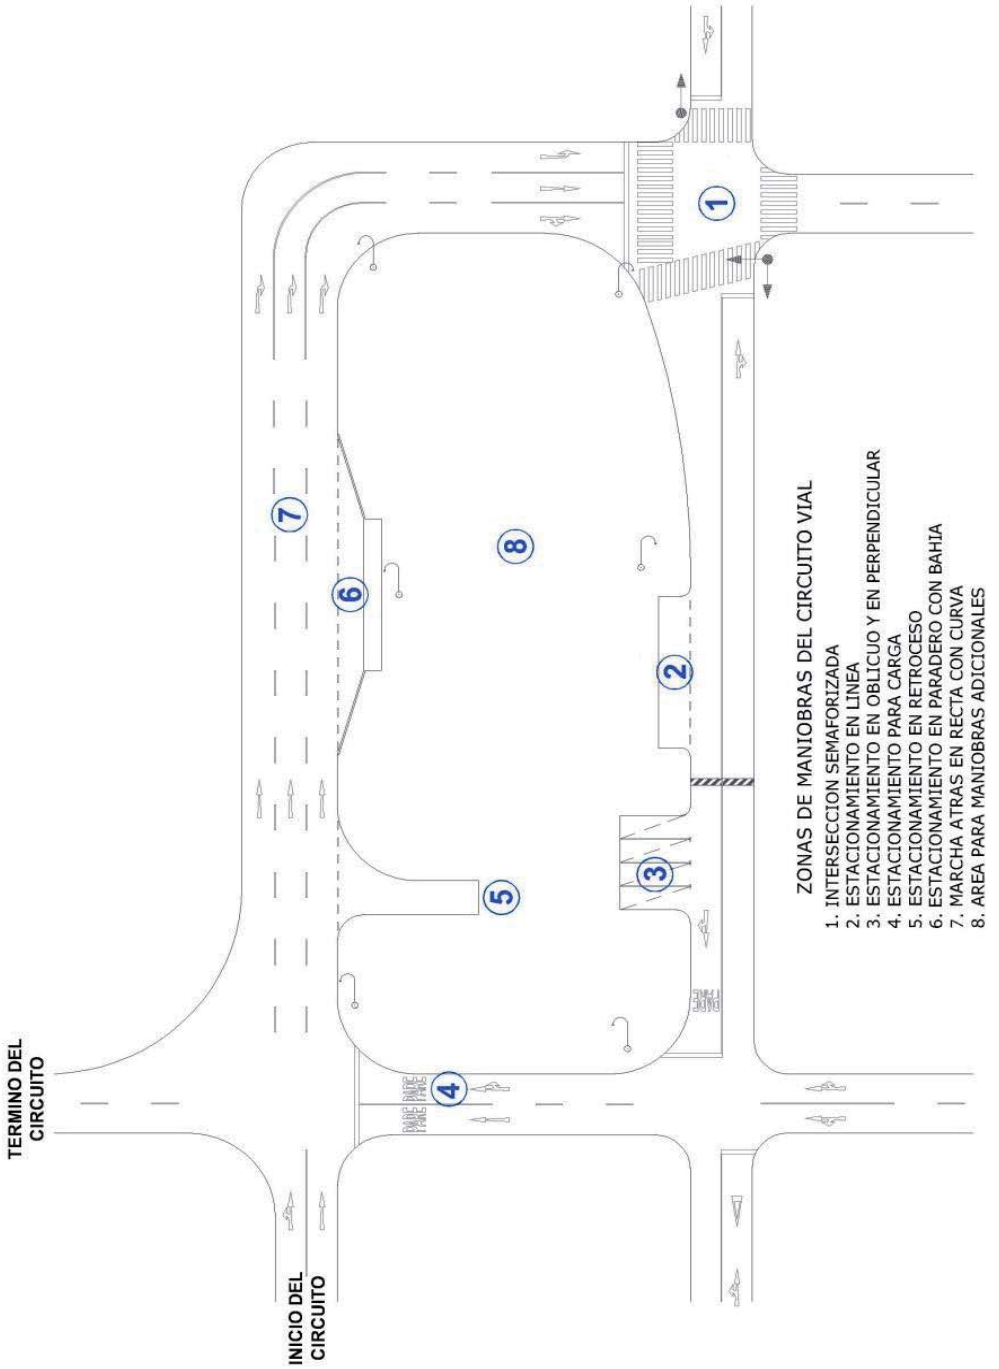 TERMINO DEL
CIRCUITO
INICIO DEL
CIRCUITO
7
6
8
5
4
PARE PARE
PARE PARE
3
2
1
PARE
PARE
ZONAS DE MANIOBRAS DEL CIRCUITO VIAL
1. INTERSECCION SEMAFORIZADA
2. ESTACIONAMIENTO EN LINEA
3. ESTACIONAMIENTO EN OBLICUO Y EN PERPENDICULAR
4. ESTACIONAMIENTO PARA CARGA
5. ESTACIONAMIENTO EN RETROCESO
6. ESTACIONAMIENTO EN PARADERO CON BAHIA
7. MARCHA ATRAS EN RECTA CON CURVA
8. AREA PARA MANIOBRAS ADICIONALES